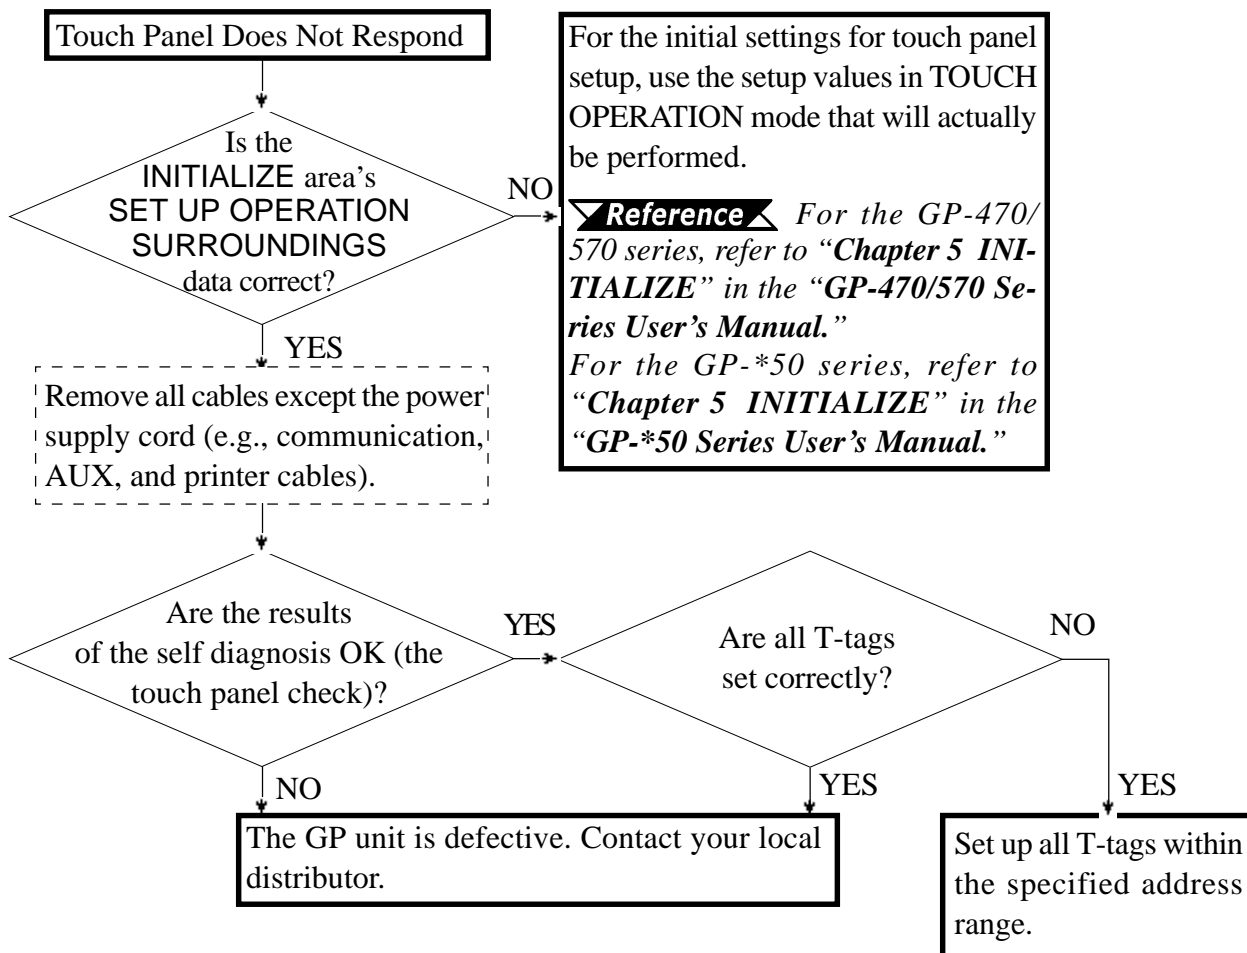 Touch Panel Does Not Respond
Is the
INITIALIZE area’s
SET UP OPERATION
SURROUNDINGS
data correct?
NO
For the initial settings for touch panel
setup, use the setup values in TOUCH
OPERATION mode that will actually
be performed.
Reference For the GP-470/
570 series, refer to “Chapter 5 INI-
TIALIZE” in the “GP-470/570 Se-
ries User’s Manual.”
For the GP-*50 series, refer to
“Chapter 5 INITIALIZE” in the
“GP-*50 Series User’s Manual.”
YES
Remove all cables except the power
supply cord (e.g., communication,
AUX, and printer cables).
Are the results
of the self diagnosis OK (the
touch panel check)?
YES
Are all T-tags
set correctly?
NO
NO
YES
YES
The GP unit is defective. Contact your local
distributor.
Set up all T-tags within
the specified address
range.